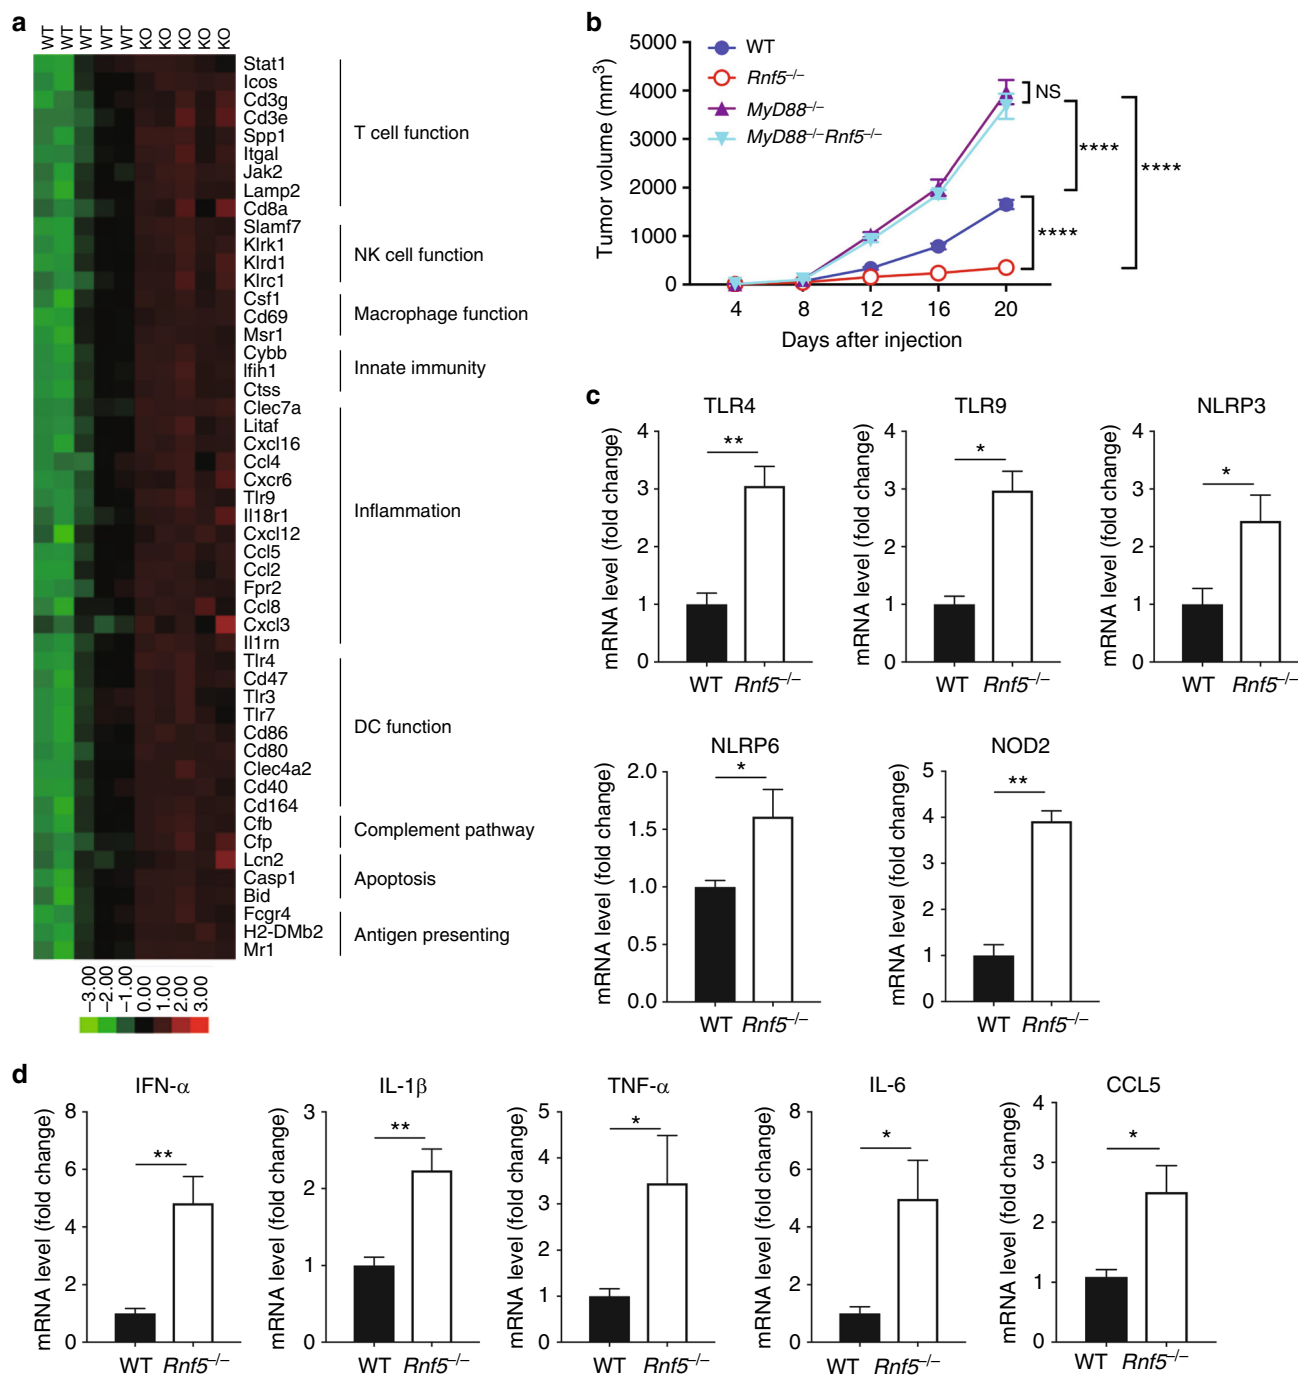 a
WT WT WT WT WT KO KO KO KO KO
Stat1
Icos
Cd3g
Cd3e
Spp1
Itgal
Jak2
Lamp2
Cd8a
Slamf7
Klrk1
Klrd1
Klrc1
Csf1
Cd69
Msr1
Cybb
Ifih1
Ctss
Clec7a
Litaf
Cxcl16
Ccl4
Cxcr6
Tlr9
Il18r1
Cxcl12
Ccl5
Ccl2
Fpr2
Ccl8
Cxcl3
Il1rn
Tlr4
Cd47
Tlr3
Tlr7
Cd86
Cd80
Clec4a2
Cd40
Cd164
Cfb
Cfp
Lcn2
Casp1
Bid
Fcgr4
H2-DMb2
Mr1
T cell function
NK cell function
Macrophage function
Innate immunity
Inflammation
DC function
Complement pathway
Apoptosis
Antigen presenting
−3.00 −2.00 −1.00 0.00 1.00 2.00 3.00
b
Tumor volume (mm³)
5000
4000
3000
2000
1000
0
4 8 12 16 20
Days after injection
WT
Rnf5⁻/⁻
MyD88⁻/⁻
MyD88⁻/⁻Rnf5⁻/⁻
NS
****
****
****
c
TLR4
mRNA level (fold change)
4
3
2
1
0
**
WT Rnf5⁻/⁻
TLR9
mRNA level (fold change)
4
3
2
1
0
*
WT Rnf5⁻/⁻
NLRP3
mRNA level (fold change)
4
3
2
1
0
*
WT Rnf5⁻/⁻
NLRP6
mRNA level (fold change)
2.0
1.5
1.0
0.5
0.0
*
WT Rnf5⁻/⁻
NOD2
mRNA level (fold change)
5
4
3
2
1
0
**
WT Rnf5⁻/⁻
d
IFN-α
mRNA level (fold change)
8
6
4
2
0
**
WT Rnf5⁻/⁻
IL-1β
mRNA level (fold change)
3
2
1
0
**
WT Rnf5⁻/⁻
TNF-α
mRNA level (fold change)
5
4
3
2
1
0
*
WT Rnf5⁻/⁻
IL-6
mRNA level (fold change)
8
6
4
2
0
*
WT Rnf5⁻/⁻
CCL5
mRNA level (fold change)
4
3
2
1
0
*
WT Rnf5⁻/⁻